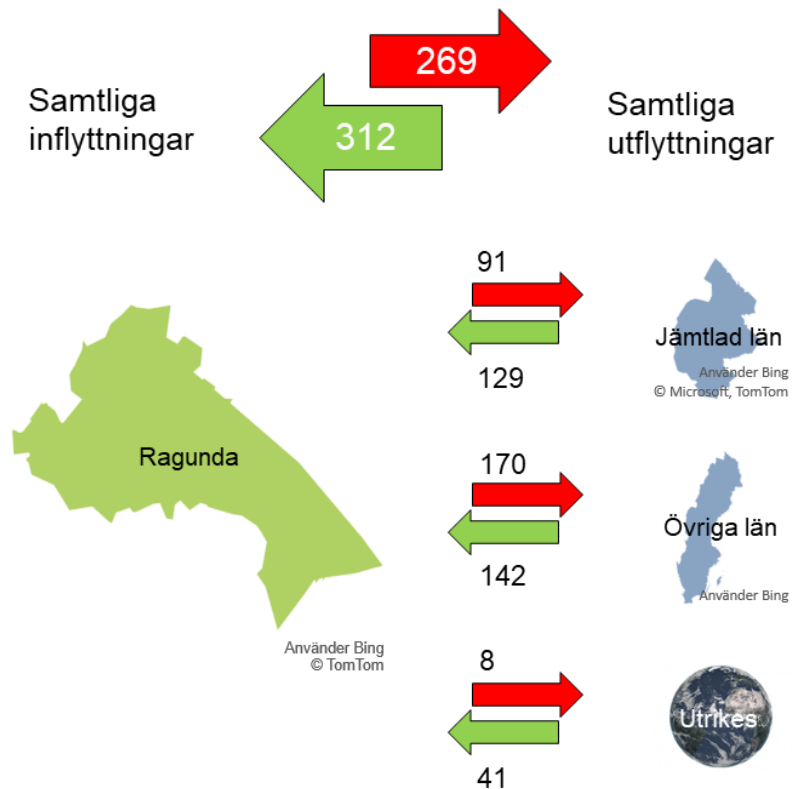 269
Samtliga
inflyttningar
312
Samtliga
utflyttningar
91
Jämtlad län
Använder Bing
© Microsoft, TomTom
129
Ragunda
170
Övriga län
142
Använder Bing
Använder Bing
© TomTom
8
Utrikes
41